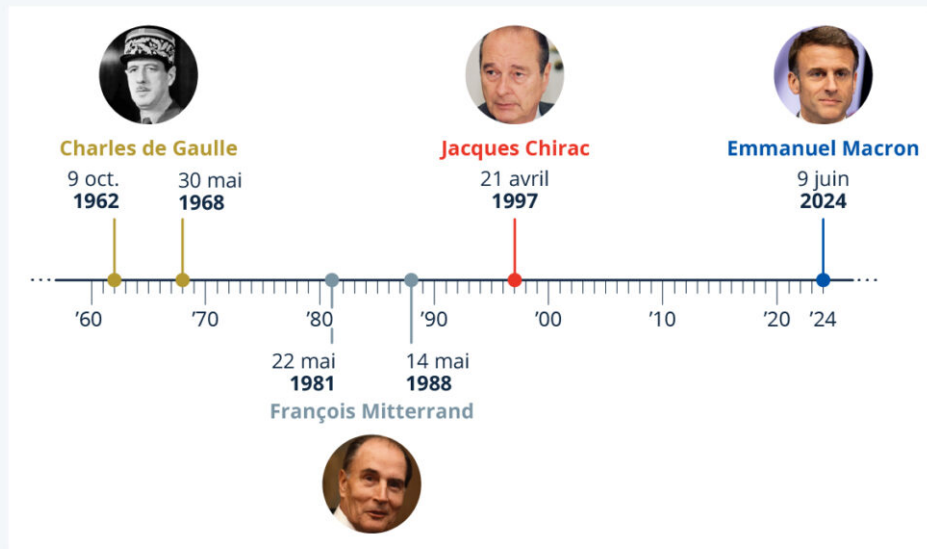 Charles de Gaulle
9 oct.
1962
30 mai
1968
Jacques Chirac
21 avril
1997
Emmanuel Macron
9 juin
2024
'60 '70 '80 '90 '00 '10 '20 '24
22 mai
1981
14 mai
1988
François Mitterrand